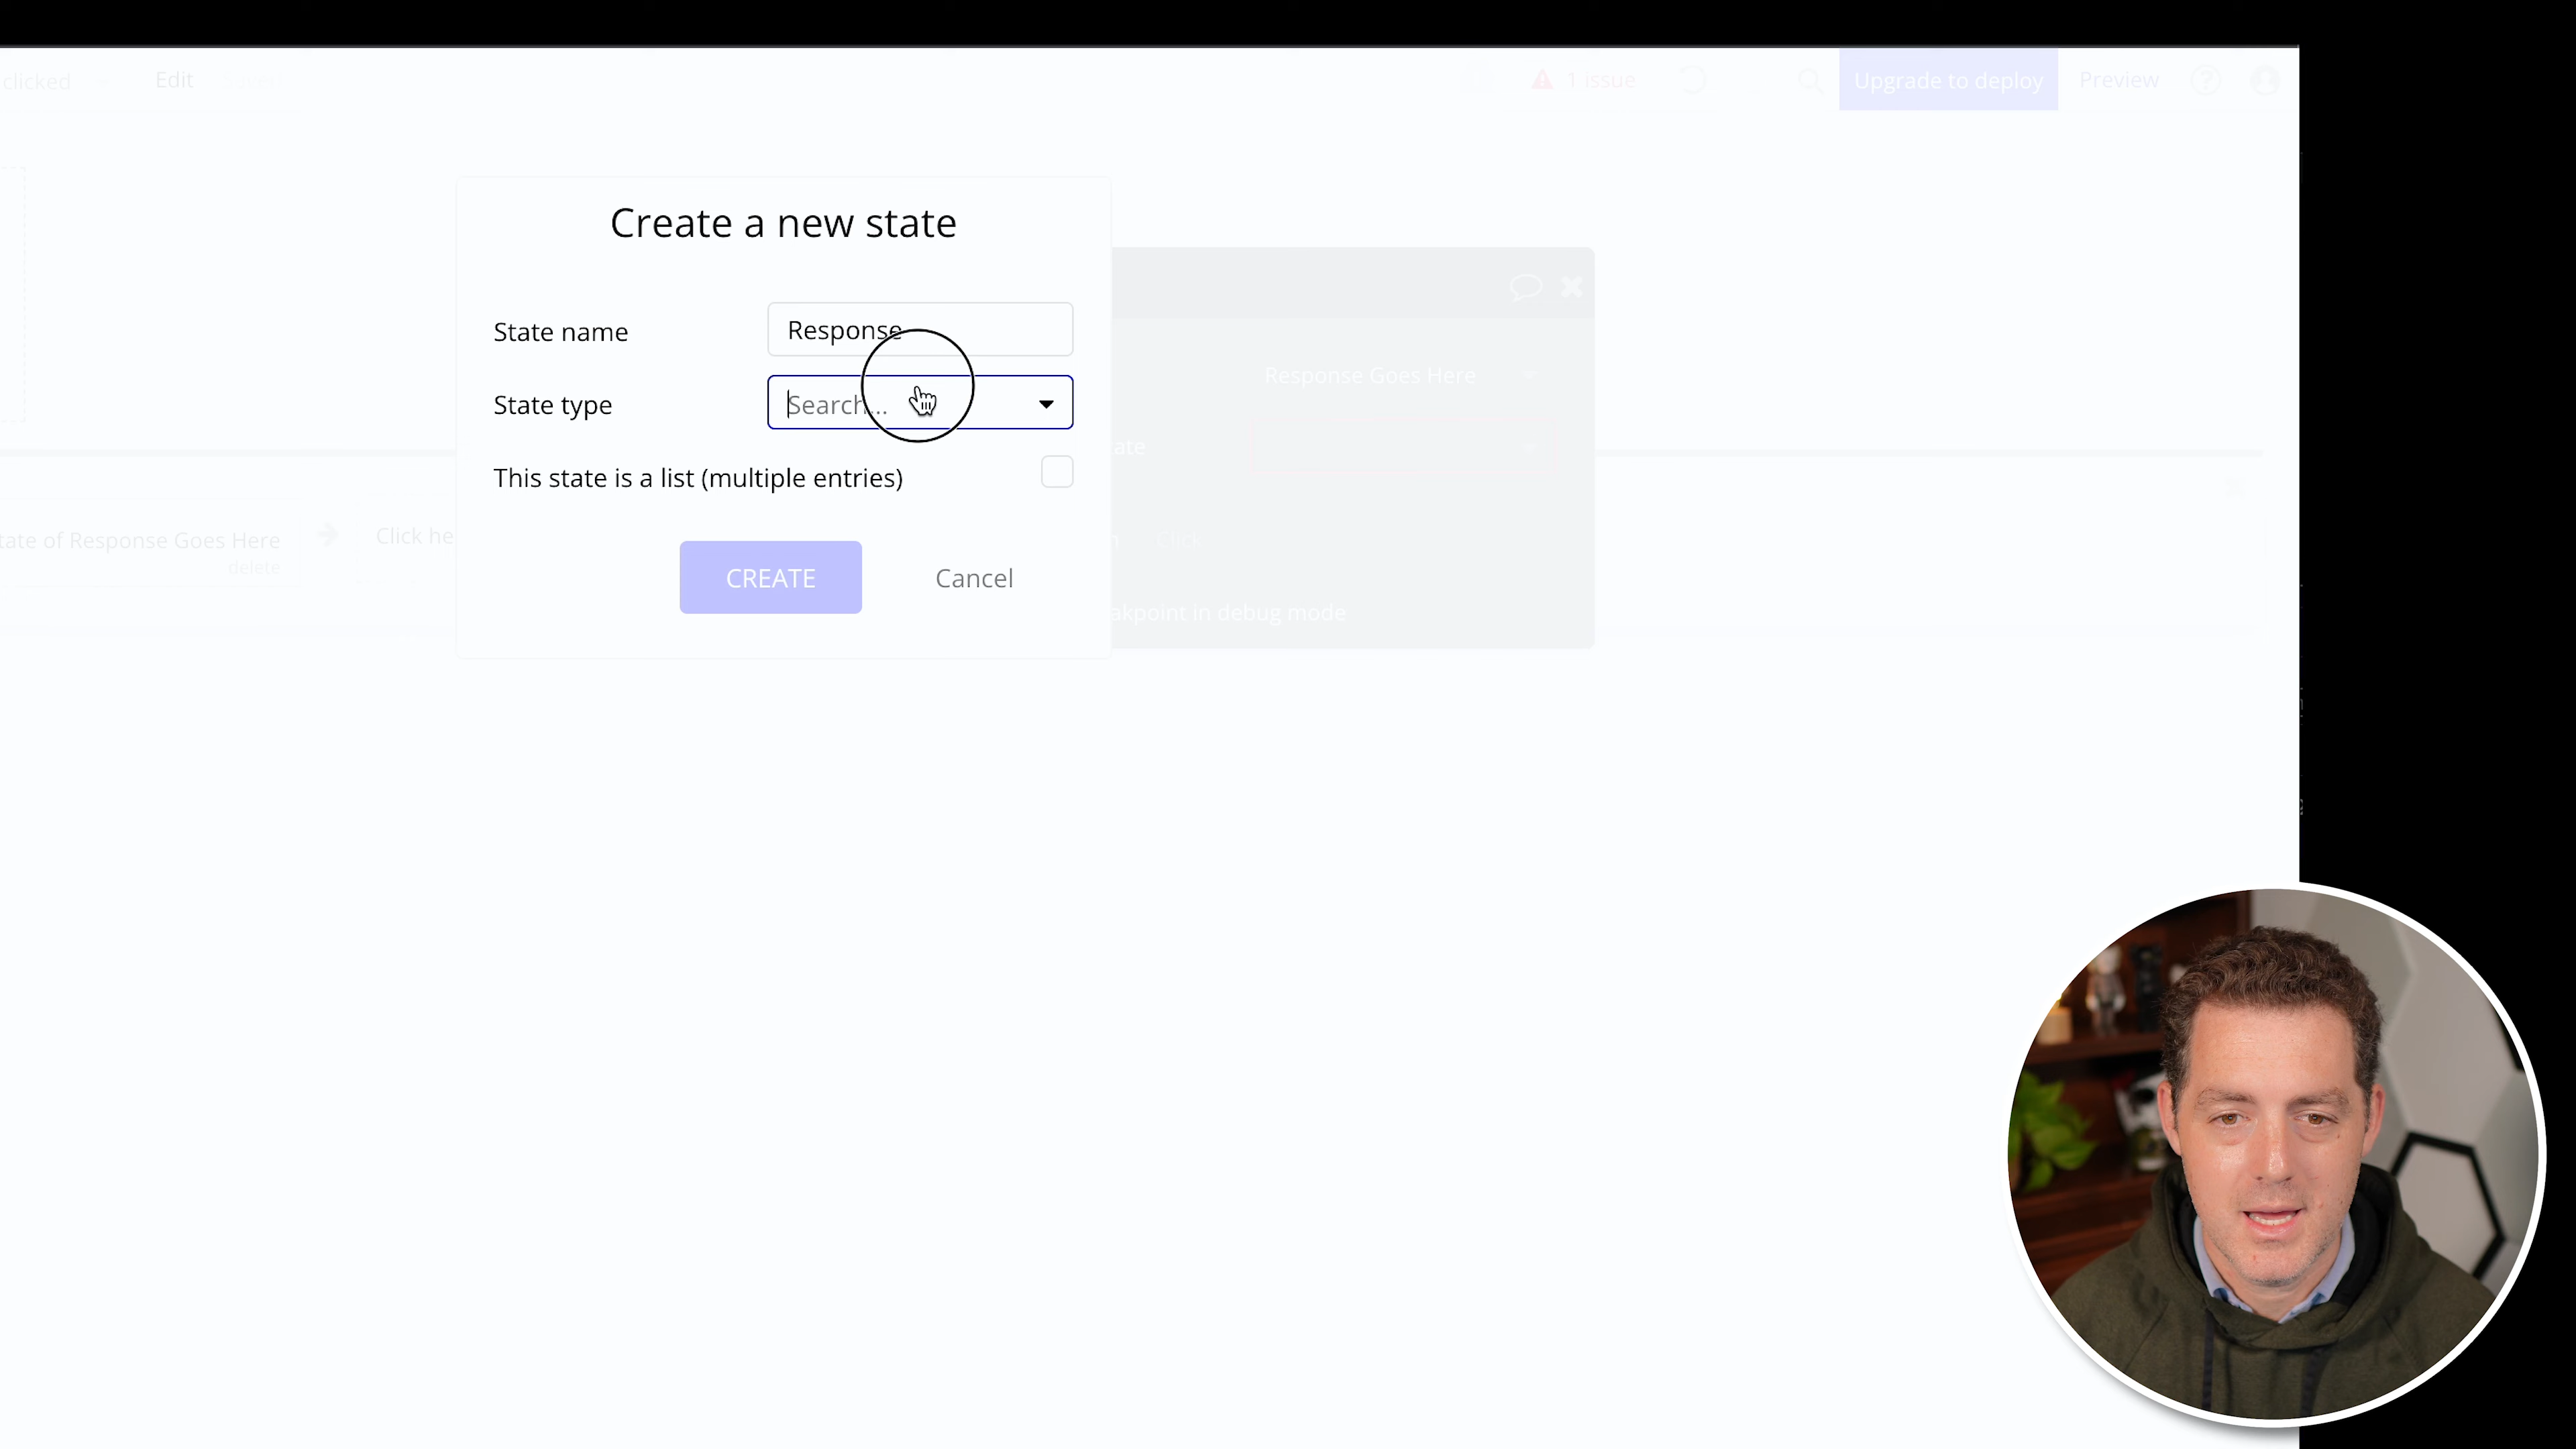 clicked
Edit
1 issue
Upgrade to deploy
Preview
Create a new state
State name
Response
State type
Search...
This state is a list (multiple entries)
CREATE
Cancel
Response Goes Here
ate
Click
akpoint in debug mode
tate of Response Goes Here
delete
Click he